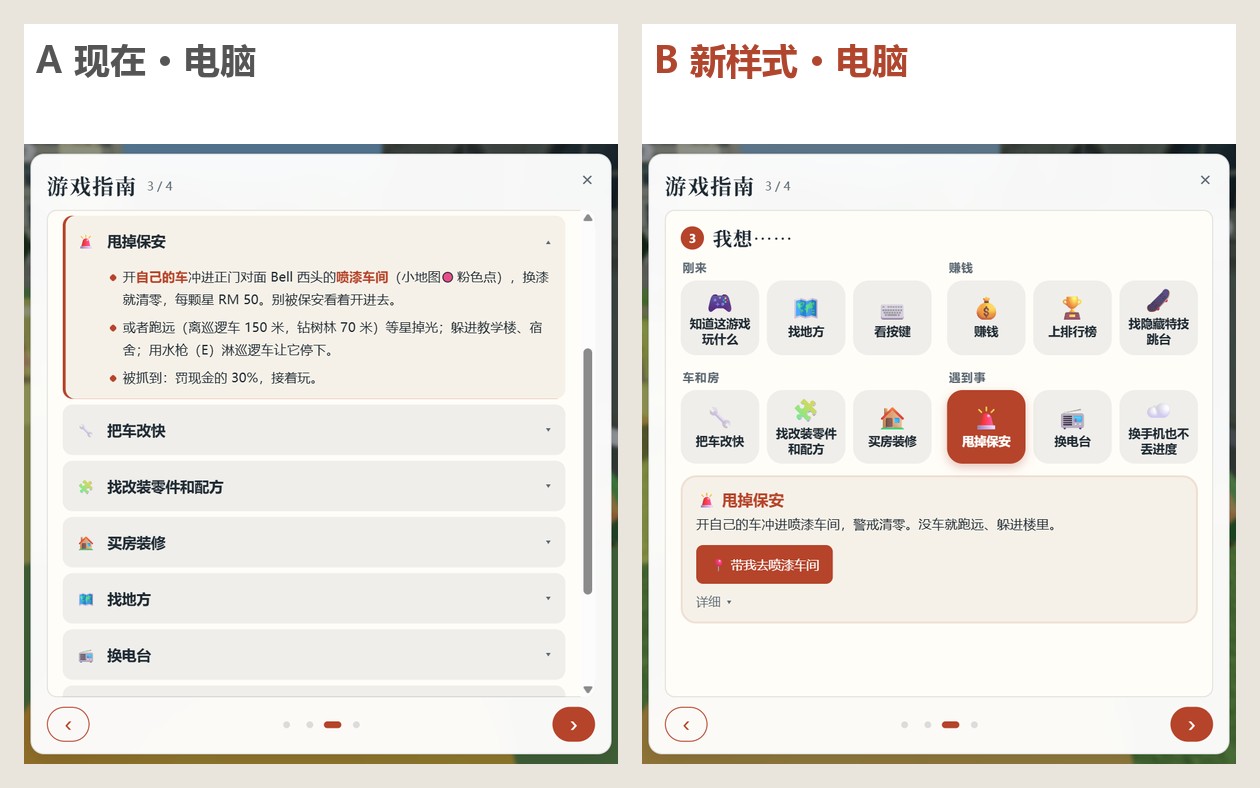 A 现在·电脑
游戏指南 3 / 4
×
甩掉保安
开自己的车冲进正门对面 Bell 西头的喷漆车间（小地图 粉色点），换漆
就清零，每颗星 RM 50。别被保安看着开进去。
或者跑远（离巡逻车 150 米，钻树林 70 米）等星掉光；躲进教学楼、宿
舍；用水枪（E）淋巡逻车让它停下。
被抓到：罚现金的 30%，接着玩。
把车改快
找改装零件和配方
买房装修
找地方
换电台
‹ ›
B 新样式·电脑
游戏指南 3 / 4
×
3 我想……
刚来
知道这游戏
玩什么
找地方
看按键
赚钱
赚钱
上排行榜
找隐藏特技
跳台
车和房
把车改快
找改装零件
和配方
买房装修
遇到事
甩掉保安
换电台
换手机也不
丢进度
甩掉保安
开自己的车冲进喷漆车间，警戒清零。没车就跑远、躲进楼里。
带我去喷漆车间
详细
‹ ›